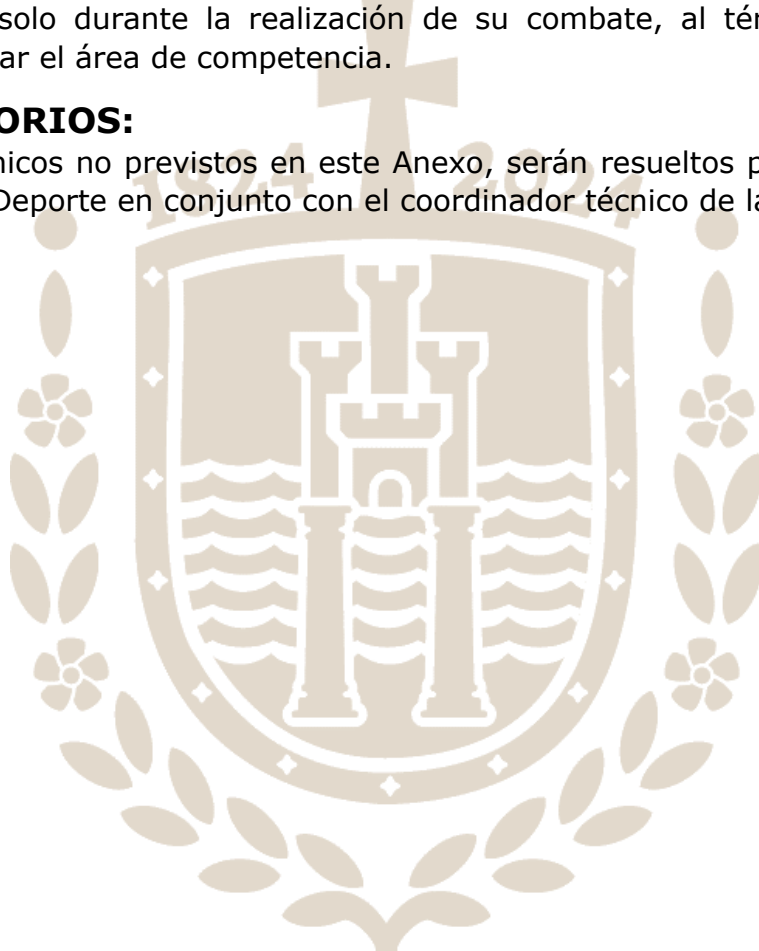 solo durante la realización de su combate, al tér
ar el área de competencia.
ORIOS:
nicos no previstos en este Anexo, serán resueltos p
Deporte en conjunto con el coordinador técnico de la
1824 2024